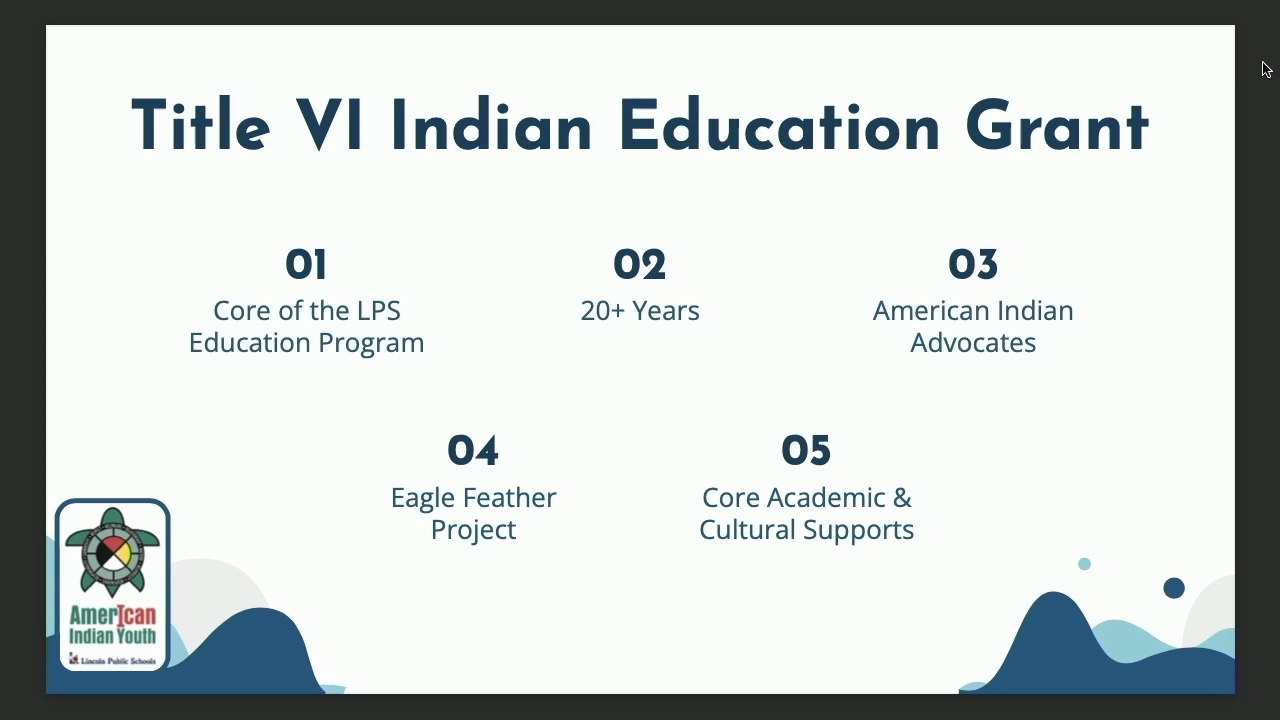 Title VI Indian Education Grant
01
Core of the LPS
Education Program
02
20+ Years
03
American Indian
Advocates
04
Eagle Feather
Project
05
Core Academic &
Cultural Supports
AmerIcan
Indian Youth
Lincoln Public Schools